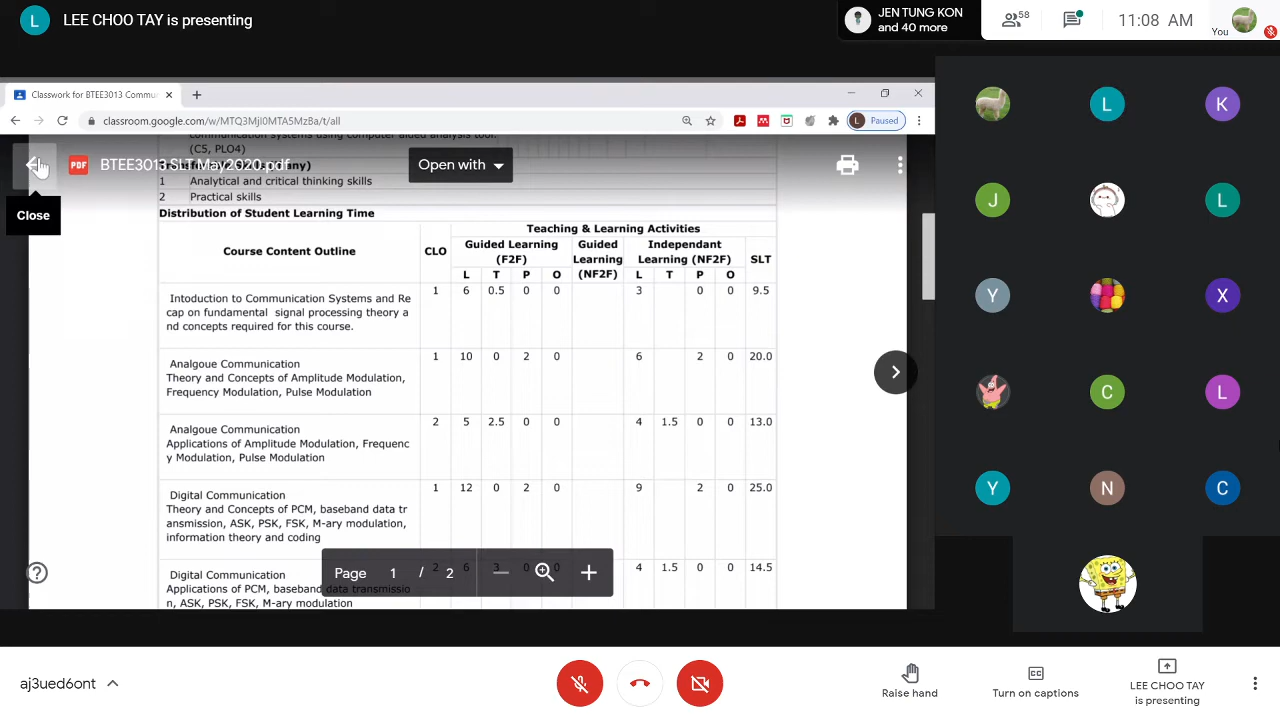 L LEE CHOO TAY is presenting
JEN TUNG KON
and 40 more
58
11:08 AM
You
Classwork for BTEE3013 Commu
classroom.google.com/w/MTQ3MjI0MTA5MzBa/t/all
L Paused
communication systems using computer aided analysis tool.
(C5, PLO4)
PDF BTEE3013 SLT May2020.pdf
Open with
Close
1 Analytical and critical thinking skills
2 Practical skills
Distribution of Student Learning Time
Teaching & Learning Activities
Course Content Outline CLO Guided Learning (F2F) Guided Learning (NF2F) Independant Learning (NF2F) SLT
L T P O L T P O
Intoduction to Communication Systems and Re 1 6 0.5 0 0 3 0 0 9.5
cap on fundamental signal processing theory a
nd concepts required for this course.
Analgoue Communication 1 10 0 2 0 6 2 0 20.0
Theory and Concepts of Amplitude Modulation,
Frequency Modulation, Pulse Modulation
Analgoue Communication 2 5 2.5 0 0 4 1.5 0 0 13.0
Applications of Amplitude Modulation, Frequenc
y Modulation, Pulse Modulation
Digital Communication 1 12 0 2 0 9 2 0 25.0
Theory and Concepts of PCM, baseband data tr
ansmission, ASK, PSK, FSK, M-ary modulation,
information theory and coding
Digital Communication 2 6 3 0 0 4 1.5 0 0 14.5
Applications of PCM, baseband data transmissio
n, ASK, PSK, FSK, M-ary modulation
Page 1 / 2
L K
J L
Y X
C L
Y N C
aj3ued6ont
Raise hand
Turn on captions
LEE CHOO TAY
is presenting